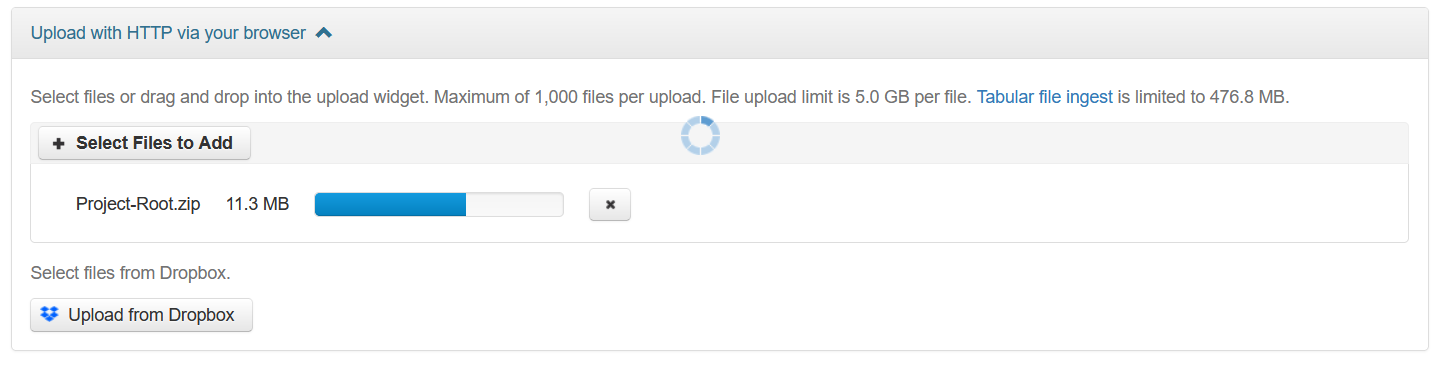 Upload with HTTP via your browser
Select files or drag and drop into the upload widget. Maximum of 1,000 files per upload. File upload limit is 5.0 GB per file. Tabular file ingest is limited to 476.8 MB.
Select Files to Add
Project-Root.zip 11.3 MB
Select files from Dropbox.
Upload from Dropbox